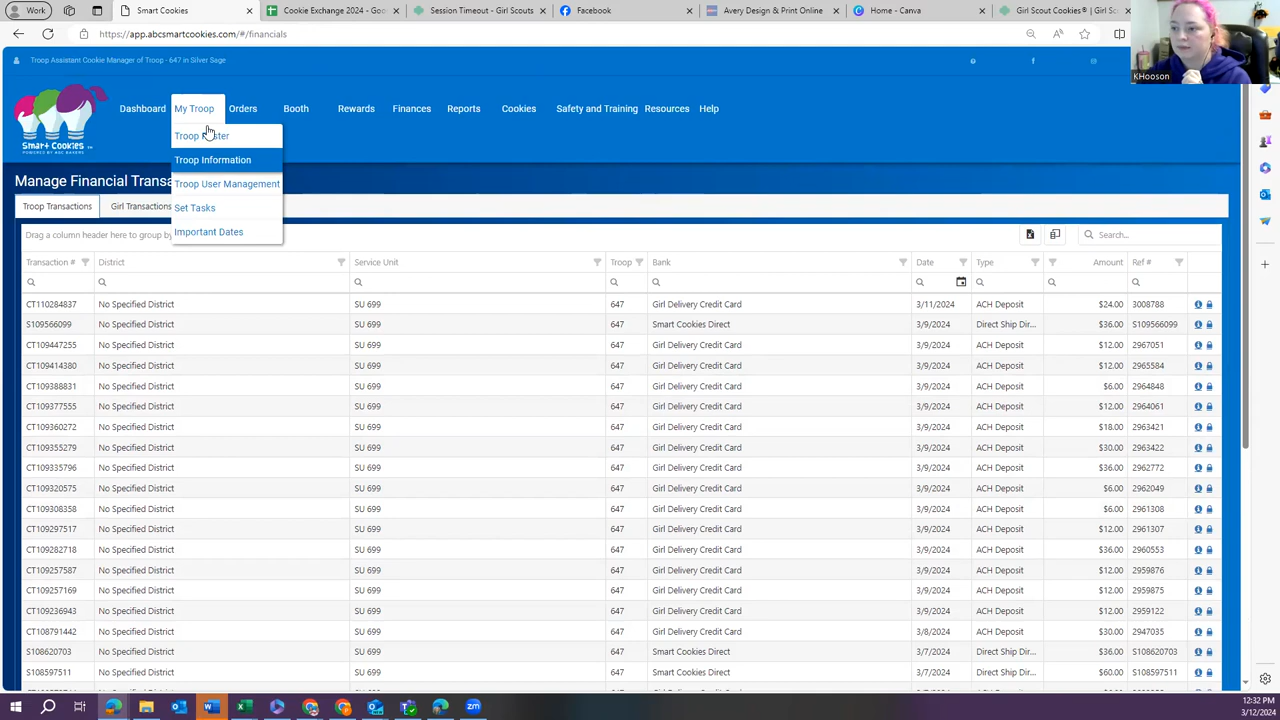 Work
Smart Cookies
Cookie Exchange 2024 - Goo
Session Timeout - Girl Scouts
Facebook
Avery Design & Print Online
Home - Canva
Girl Scout Cookies® | Girl S
https://app.abcsmartcookies.com/#/financials
KHooson
Troop Assistant Cookie Manager of Troop - 647 in Silver Sage
SMART COOKIES
POWERED BY ABC BAKERS
Dashboard My Troop Orders Booth Rewards Finances Reports Cookies Safety and Training Resources Help
Troop
Troop Information
Troop User Management
Set Tasks
Important Dates
Manage Financial
Troop Transactions Girl Transactions
Drag a column header here to group by
Search...
Transaction # District Service Unit Troop Bank Date Type Amount Ref #
CT110284837 No Specified District SU 699 647 Girl Delivery Credit Card 3/11/2024 ACH Deposit $24.00 3008788
S109566099 No Specified District SU 699 647 Smart Cookies Direct 3/9/2024 Direct Ship Dir... $36.00 S109566099
CT109447255 No Specified District SU 699 647 Girl Delivery Credit Card 3/9/2024 ACH Deposit $12.00 2967051
CT109414380 No Specified District SU 699 647 Girl Delivery Credit Card 3/9/2024 ACH Deposit $12.00 2965584
CT109388831 No Specified District SU 699 647 Girl Delivery Credit Card 3/9/2024 ACH Deposit $6.00 2964848
CT109377555 No Specified District SU 699 647 Girl Delivery Credit Card 3/9/2024 ACH Deposit $12.00 2964061
CT109360272 No Specified District SU 699 647 Girl Delivery Credit Card 3/9/2024 ACH Deposit $18.00 2963421
CT109355279 No Specified District SU 699 647 Girl Delivery Credit Card 3/9/2024 ACH Deposit $30.00 2963422
CT109335796 No Specified District SU 699 647 Girl Delivery Credit Card 3/9/2024 ACH Deposit $36.00 2962772
CT109320575 No Specified District SU 699 647 Girl Delivery Credit Card 3/9/2024 ACH Deposit $6.00 2962049
CT109308358 No Specified District SU 699 647 Girl Delivery Credit Card 3/9/2024 ACH Deposit $6.00 2961308
CT109297517 No Specified District SU 699 647 Girl Delivery Credit Card 3/9/2024 ACH Deposit $12.00 2961307
CT109282718 No Specified District SU 699 647 Girl Delivery Credit Card 3/9/2024 ACH Deposit $36.00 2960553
CT109257587 No Specified District SU 699 647 Girl Delivery Credit Card 3/9/2024 ACH Deposit $12.00 2959876
CT109257169 No Specified District SU 699 647 Girl Delivery Credit Card 3/9/2024 ACH Deposit $12.00 2959875
CT109236943 No Specified District SU 699 647 Girl Delivery Credit Card 3/9/2024 ACH Deposit $12.00 2959122
CT108791442 No Specified District SU 699 647 Girl Delivery Credit Card 3/8/2024 ACH Deposit $30.00 2947035
S108620703 No Specified District SU 699 647 Smart Cookies Direct 3/7/2024 Direct Ship Dir... $36.00 S108620703
S108597511 No Specified District SU 699 647 Smart Cookies Direct 3/7/2024 Direct Ship Dir... $60.00 S108597511
12:32 PM
3/12/2024